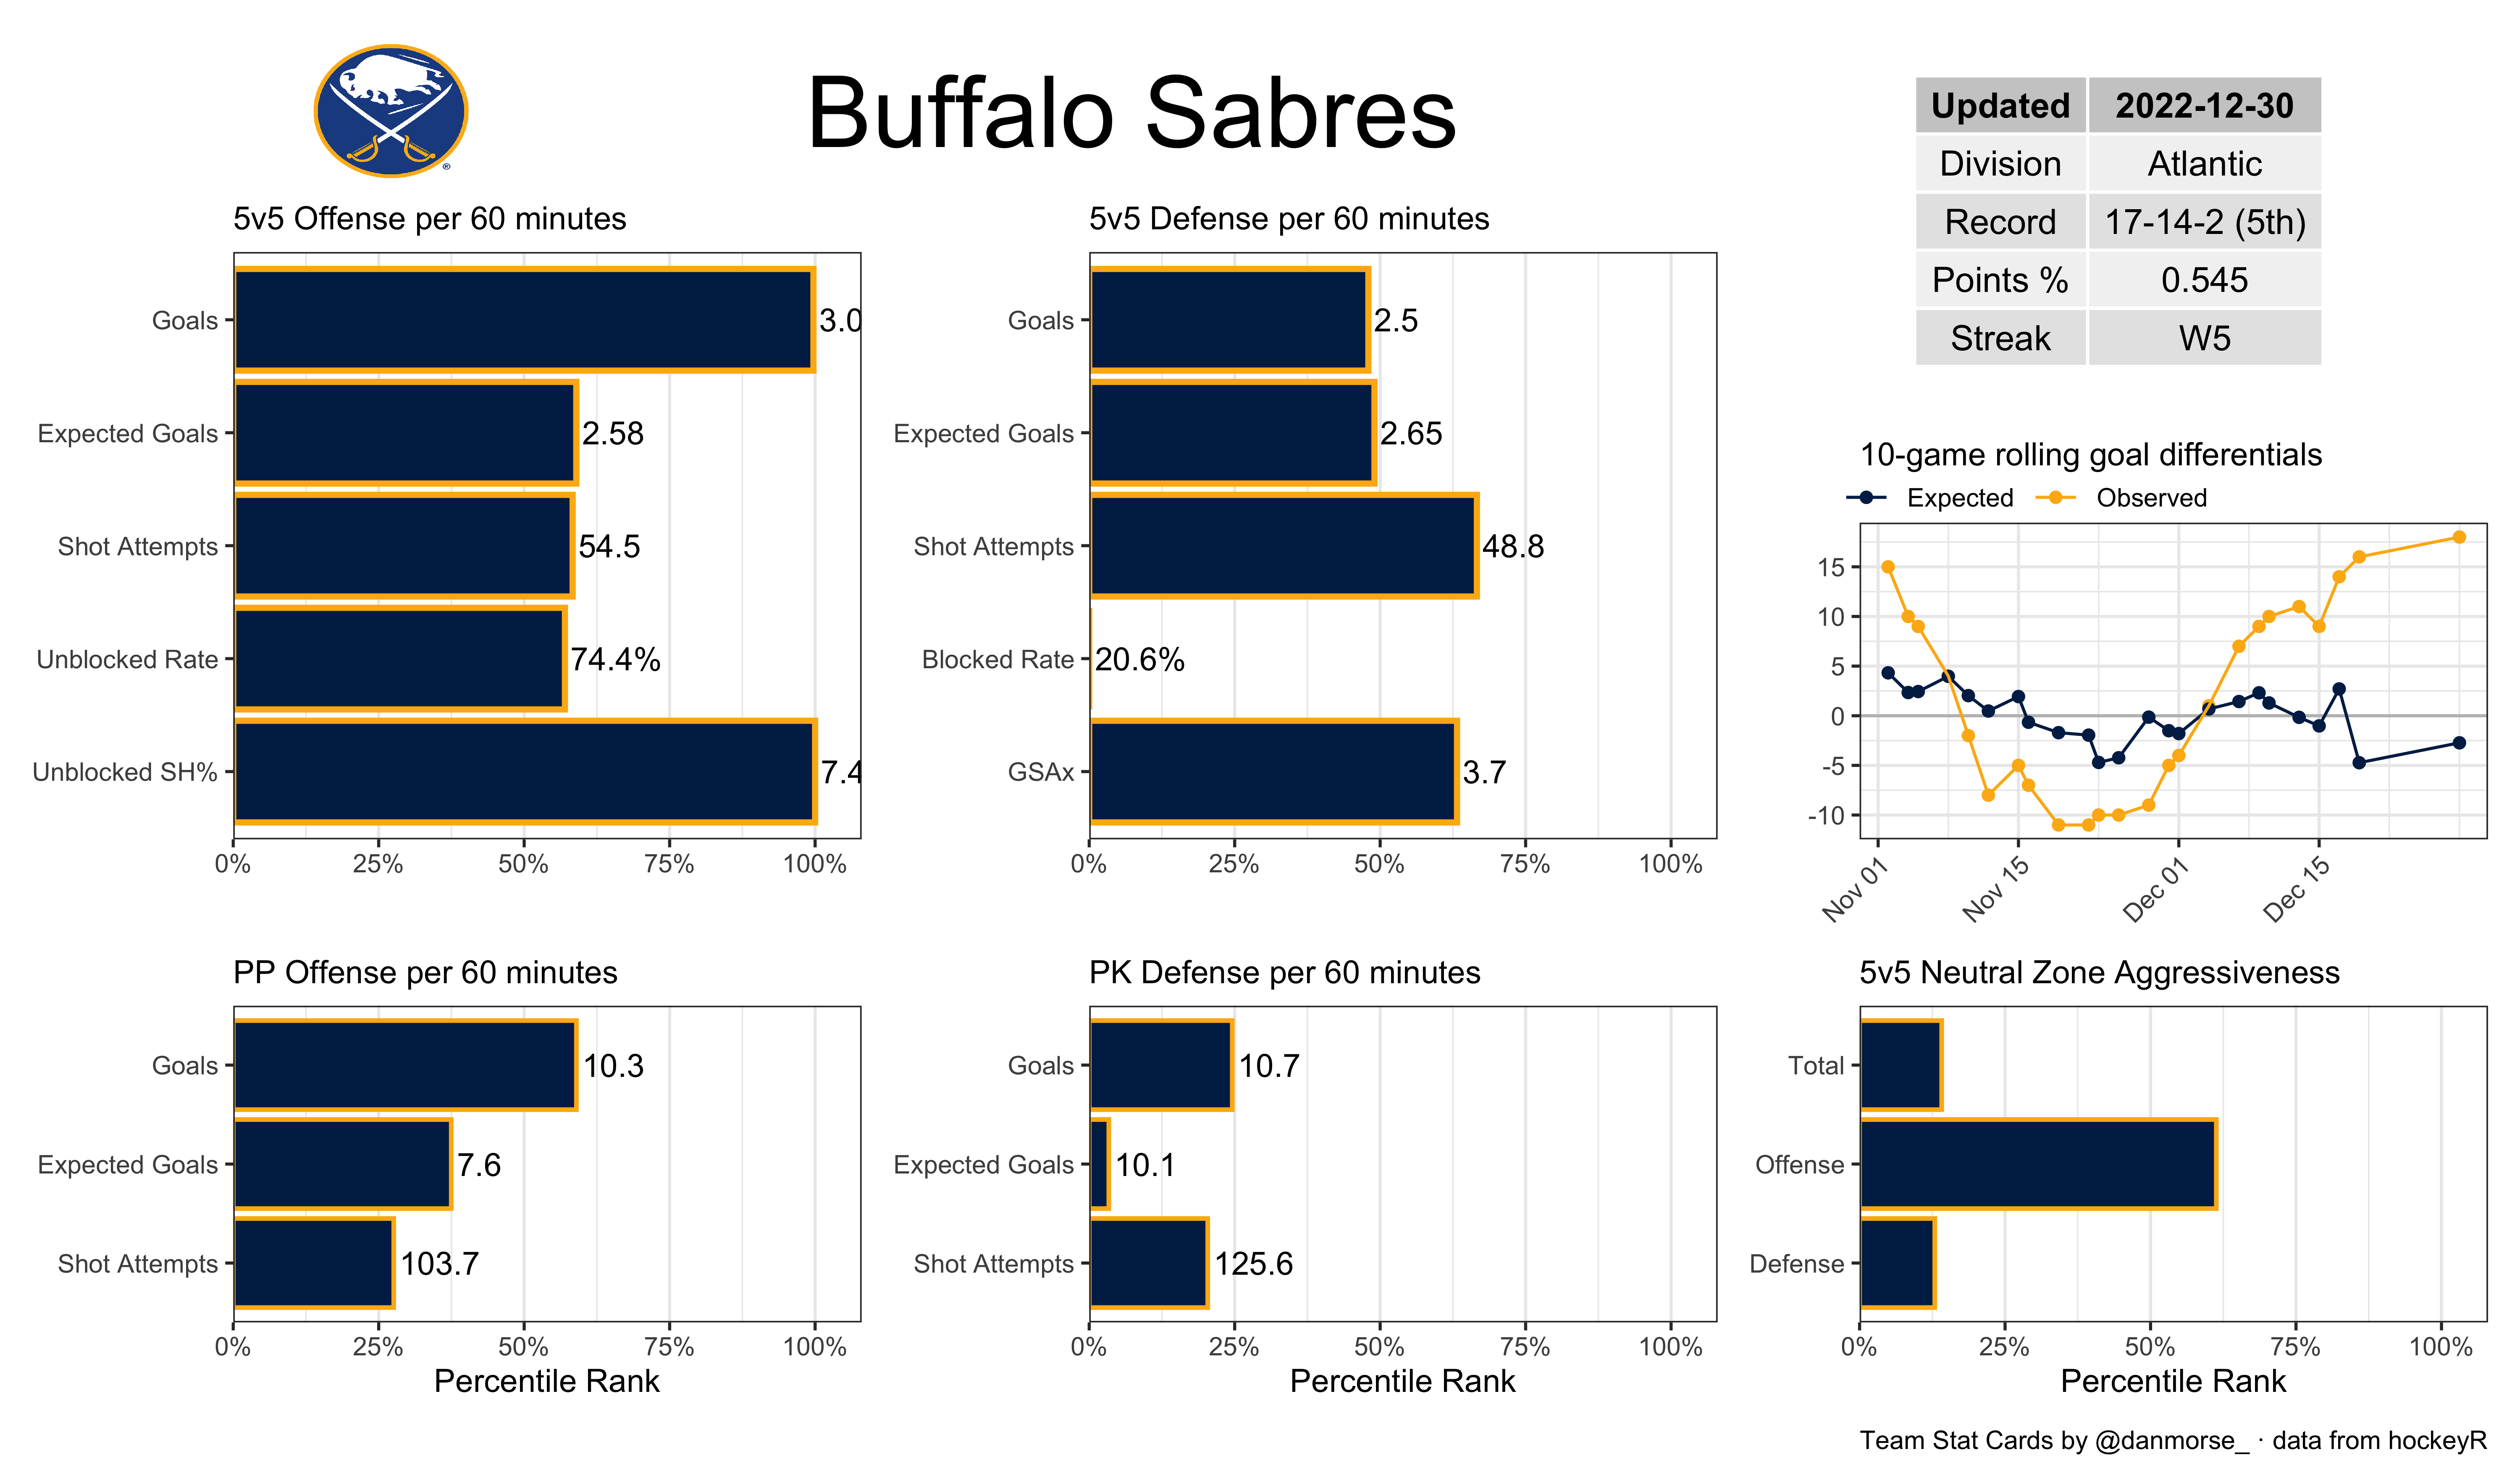 Buffalo Sabres
®
Updated 2022-12-30
Division Atlantic
Record 17-14-2 (5th)
Points % 0.545
Streak W5
5v5 Offense per 60 minutes
Goals 3.0
Expected Goals 2.58
Shot Attempts 54.5
Unblocked Rate 74.4%
Unblocked SH% 7.4
0% 25% 50% 75% 100%
5v5 Defense per 60 minutes
Goals 2.5
Expected Goals 2.65
Shot Attempts 48.8
Blocked Rate 20.6%
GSAx 3.7
0% 25% 50% 75% 100%
10-game rolling goal differentials
Expected Observed
15
10
5
0
-5
-10
Nov 01 Nov 15 Dec 01 Dec 15
PP Offense per 60 minutes
Goals 10.3
Expected Goals 7.6
Shot Attempts 103.7
0% 25% 50% 75% 100%
Percentile Rank
PK Defense per 60 minutes
Goals 10.7
Expected Goals 10.1
Shot Attempts 125.6
0% 25% 50% 75% 100%
Percentile Rank
5v5 Neutral Zone Aggressiveness
Total
Offense
Defense
0% 25% 50% 75% 100%
Percentile Rank
Team Stat Cards by @danmorse_ · data from hockeyR